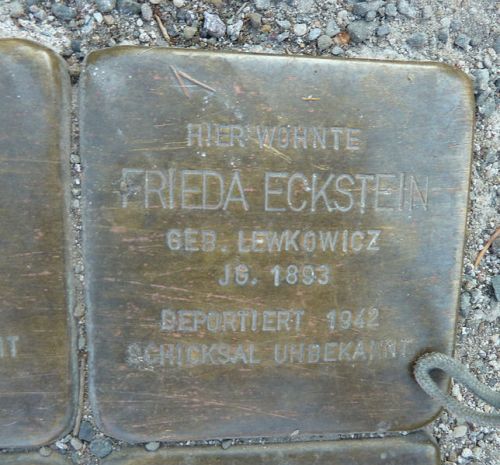 HIER WOHNTE
FRIEDA ECKSTEIN
GEB. LEWKOWICZ
JG. 1893
DEPORTIERT 1942
SCHICKSAL UNBEKANNT